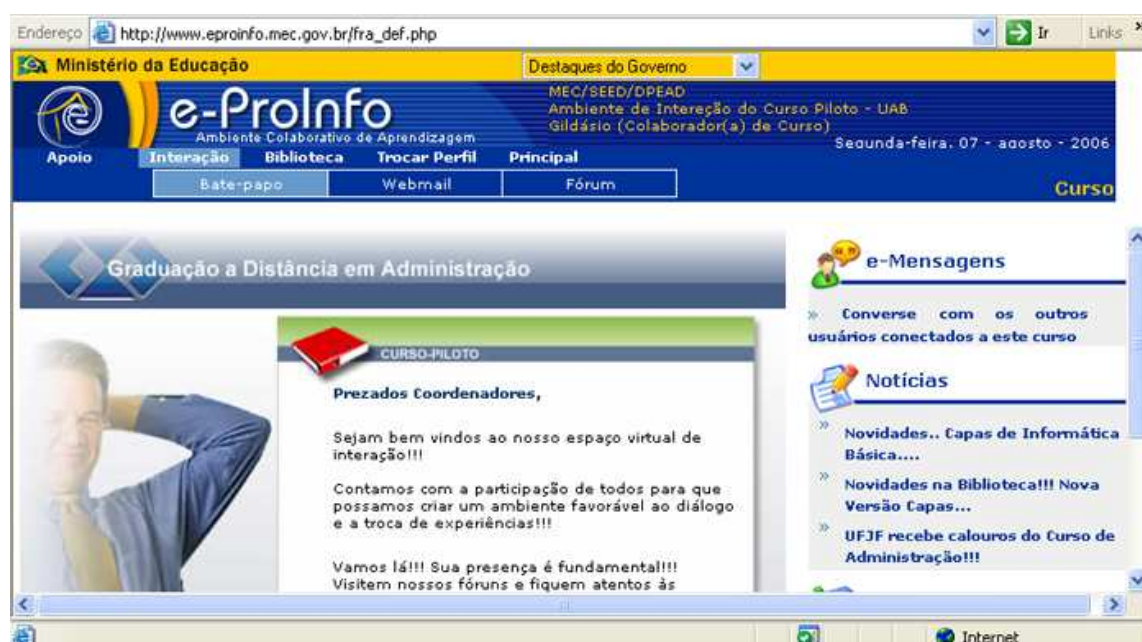 Endereço http://www.eproinfo.mec.gov.br/fra_def.php Ir Links
Ministério da Educação Destaques do Governo
MEC/SEED/DPEAD
e-ProInfo Ambiente de Intereção do Curso Piloto - UAB
Ambiente Colaborativo de Aprendizagem Gildásio (Colaborador(a) de Curso)
Segunda-feira, 07 - agosto - 2006
Apoio Interação Biblioteca Trocar Perfil Principal
Bate-papo Webmail Fórum
Curso
Graduação a Distância em Administração
CURSO-PILOTO
Prezados Coordenadores,
Sejam bem vindos ao nosso espaço virtual de
interação!!!
Contamos com a participação de todos para que
possamos criar um ambiente favorável ao diálogo
e a troca de experiências!!!
Vamos lá!!! Sua presença é fundamental!!!
Visitem nossos fóruns e fiquem atentos às
e-Mensagens
» Converse com os outros
usuários conectados a este curso
Notícias
» Novidades.. Capas de Informática
Básica....
» Novidades na Biblioteca!!! Nova
Versão Capas...
» UFJF recebe calouros do Curso de
Administração!!!
Internet